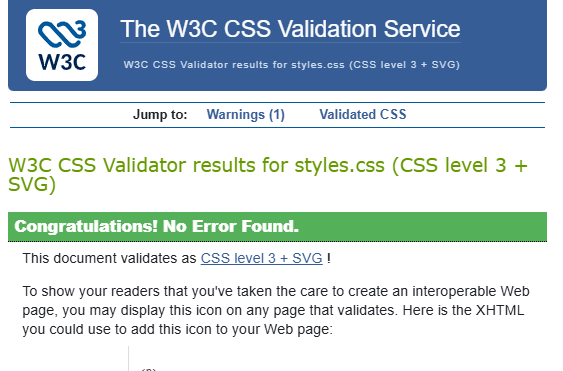 The W3C CSS Validation Service
W3C
W3C CSS Validator results for styles.css (CSS level 3 + SVG)
Jump to: Warnings (1) Validated CSS
W3C CSS Validator results for styles.css (CSS level 3 +
SVG)
Congratulations! No Error Found.
This document validates as CSS level 3 + SVG !
To show your readers that you've taken the care to create an interoperable Web
page, you may display this icon on any page that validates. Here is the XHTML
you could use to add this icon to your Web page: